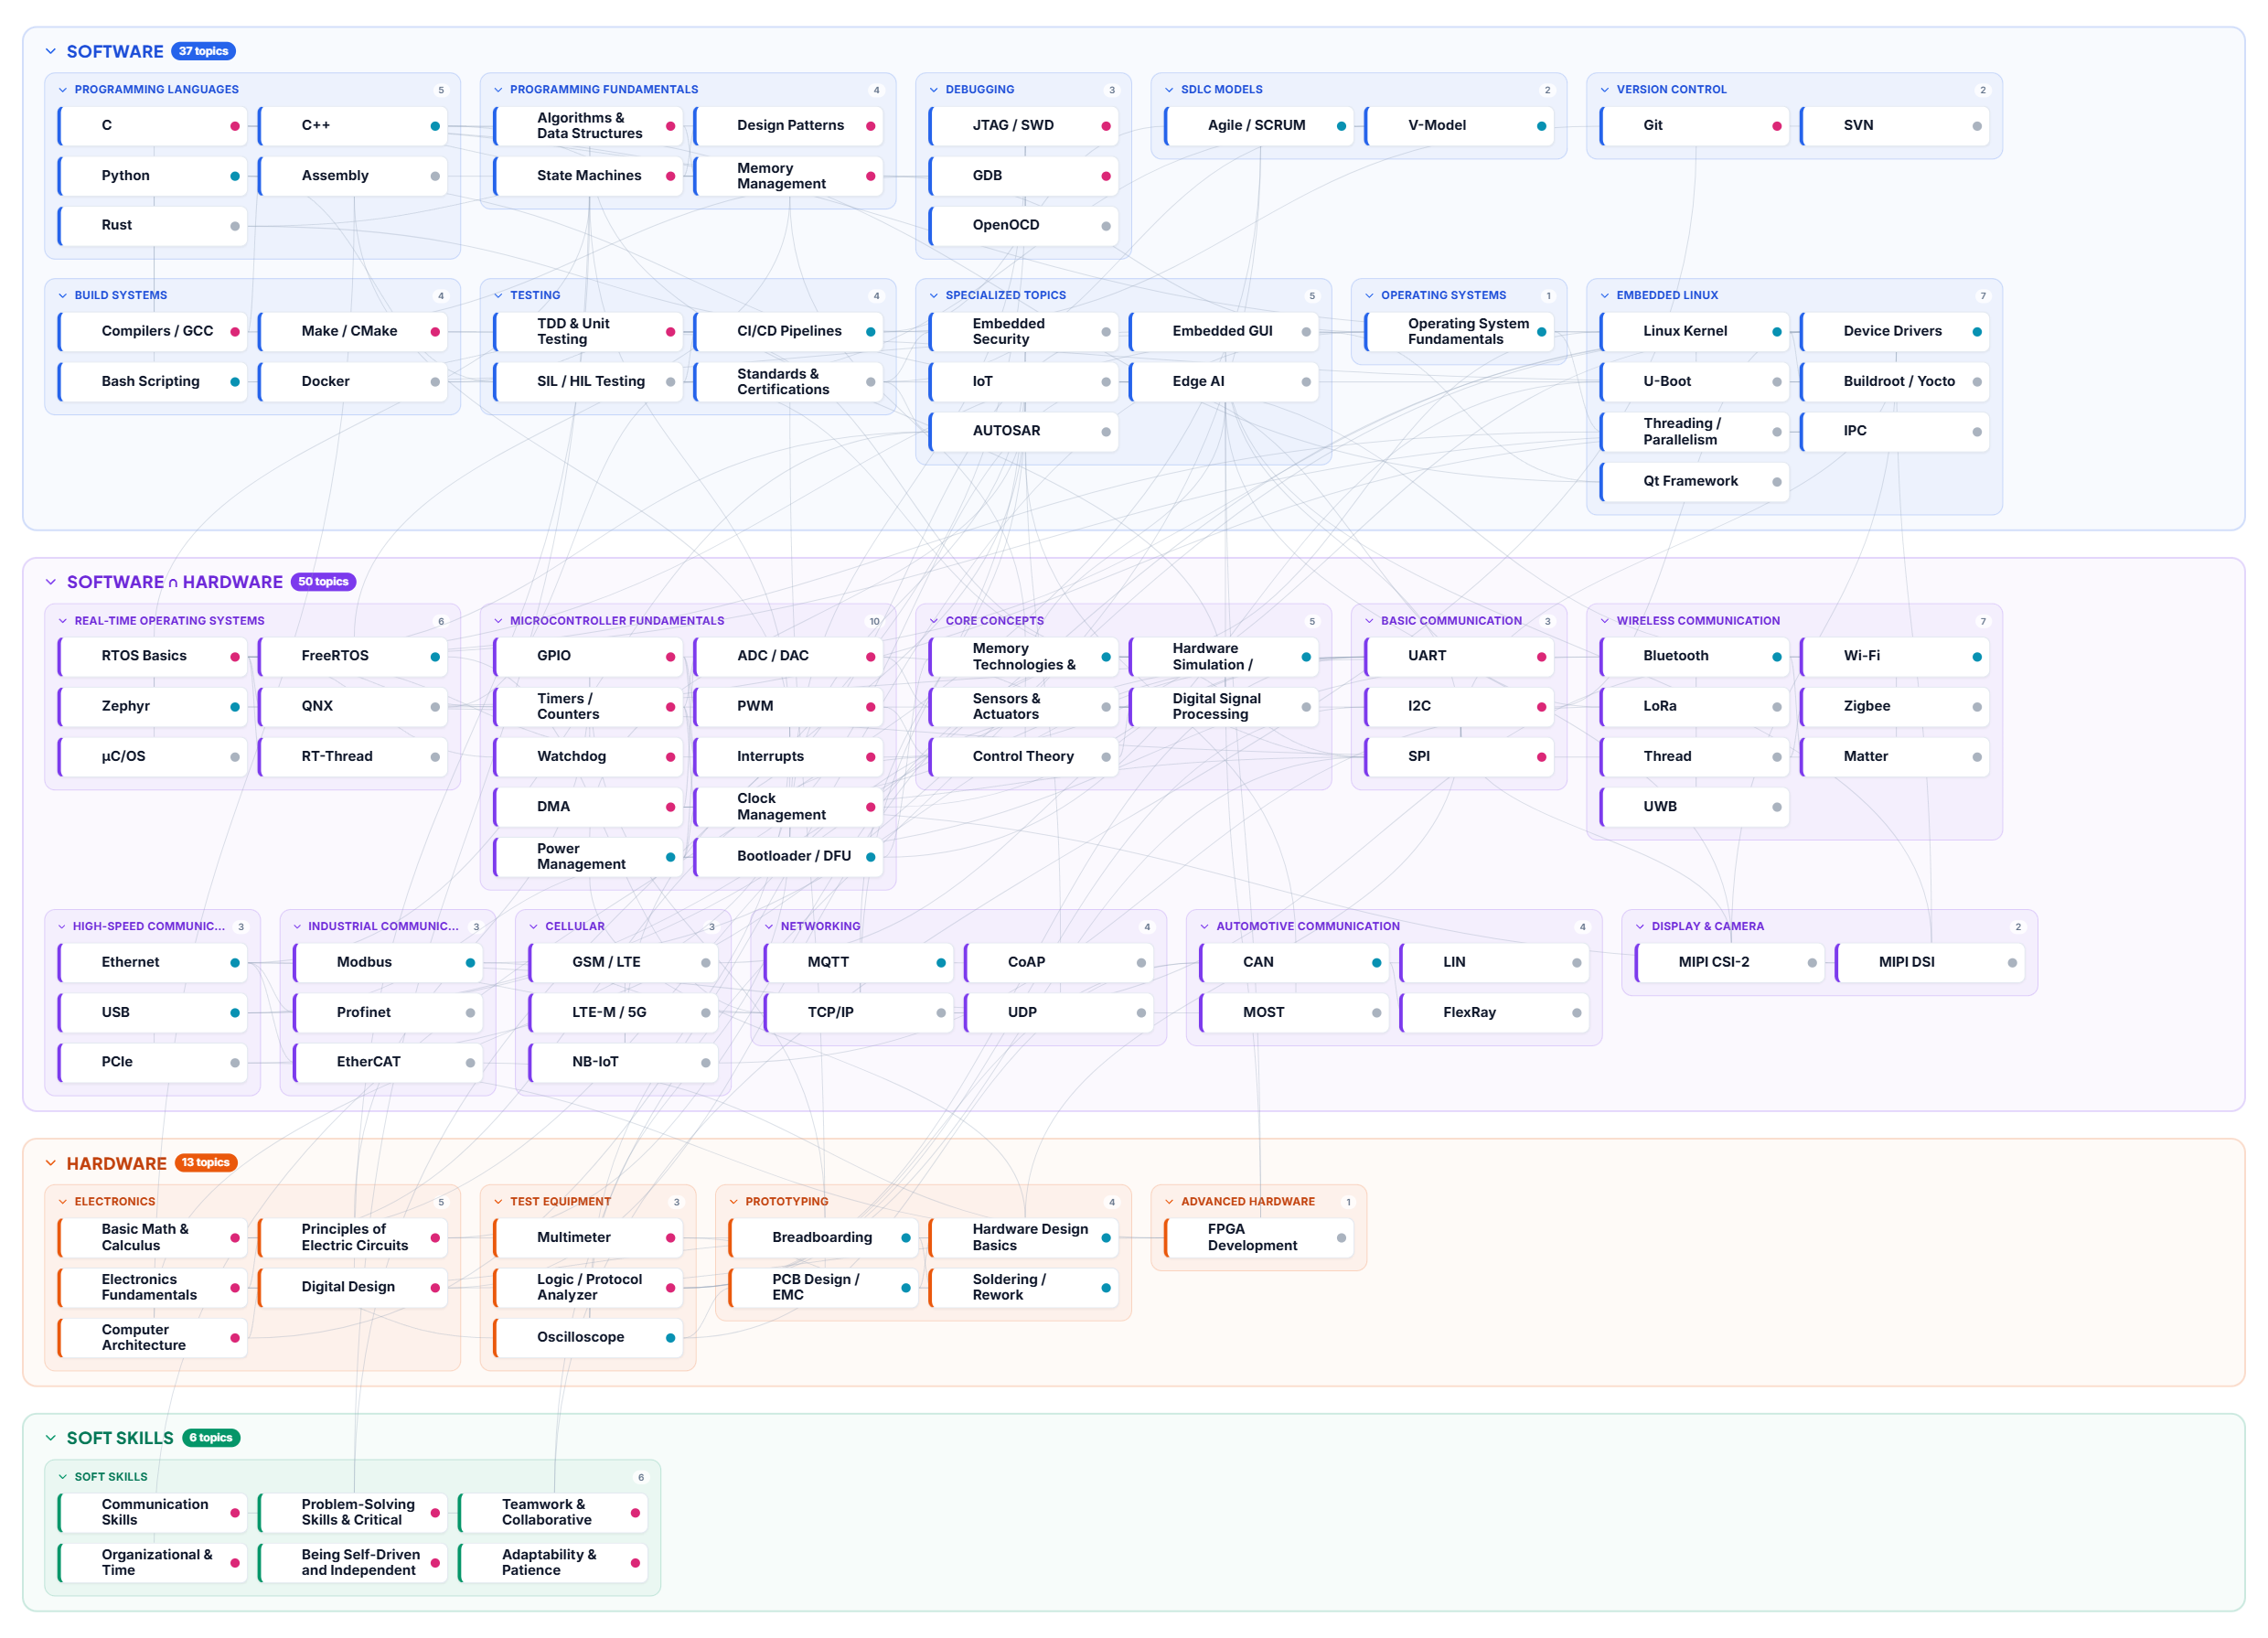 SOFTWARE 37 topics
PROGRAMMING LANGUAGES 5
C
C++
Python
Assembly
Rust
PROGRAMMING FUNDAMENTALS 4
Algorithms &
Data Structures
Design Patterns
State Machines
Memory
Management
DEBUGGING 3
JTAG / SWD
GDB
OpenOCD
SDLC MODELS 2
Agile / SCRUM
V-Model
VERSION CONTROL 2
Git
SVN
BUILD SYSTEMS 4
Compilers / GCC
Make / CMake
Bash Scripting
Docker
TESTING 4
TDD & Unit
Testing
CI/CD Pipelines
SIL / HIL Testing
Standards &
Certifications
SPECIALIZED TOPICS 5
Embedded
Security
Embedded GUI
IoT
Edge AI
AUTOSAR
OPERATING SYSTEMS 1
Operating System
Fundamentals
EMBEDDED LINUX 7
Linux Kernel
Device Drivers
U-Boot
Buildroot / Yocto
Threading /
Parallelism
IPC
Qt Framework
SOFTWARE ∩ HARDWARE 50 topics
REAL-TIME OPERATING SYSTEMS 6
RTOS Basics
FreeRTOS
Zephyr
QNX
µC/OS
RT-Thread
MICROCONTROLLER FUNDAMENTALS 10
GPIO
ADC / DAC
Timers /
Counters
PWM
Watchdog
Interrupts
DMA
Clock
Management
Power
Management
Bootloader / DFU
CORE CONCEPTS 5
Memory
Technologies &
Hardware
Simulation /
Sensors &
Actuators
Digital Signal
Processing
Control Theory
BASIC COMMUNICATION 3
UART
I2C
SPI
WIRELESS COMMUNICATION 7
Bluetooth
Wi-Fi
LoRa
Zigbee
Thread
Matter
UWB
HIGH-SPEED COMMUNIC... 3
Ethernet
USB
PCIe
INDUSTRIAL COMMUNIC... 3
Modbus
Profinet
EtherCAT
CELLULAR 3
GSM / LTE
LTE-M / 5G
NB-IoT
NETWORKING 4
MQTT
CoAP
TCP/IP
UDP
AUTOMOTIVE COMMUNICATION 4
CAN
LIN
MOST
FlexRay
DISPLAY & CAMERA 2
MIPI CSI-2
MIPI DSI
HARDWARE 13 topics
ELECTRONICS 5
Basic Math &
Calculus
Principles of
Electric Circuits
Electronics
Fundamentals
Digital Design
Computer
Architecture
TEST EQUIPMENT 3
Multimeter
Logic / Protocol
Analyzer
Oscilloscope
PROTOTYPING 4
Breadboarding
Hardware Design
Basics
PCB Design /
EMC
Soldering /
Rework
ADVANCED HARDWARE 1
FPGA
Development
SOFT SKILLS 6 topics
SOFT SKILLS 6
Communication
Skills
Problem-Solving
Skills & Critical
Teamwork &
Collaborative
Organizational &
Time
Being Self-Driven
and Independent
Adaptability &
Patience